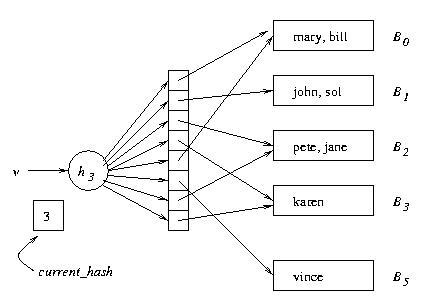 mary, bill B0
john, sol B1
v h3 pete, jane B2
3 karen B3
current_hash vince B5